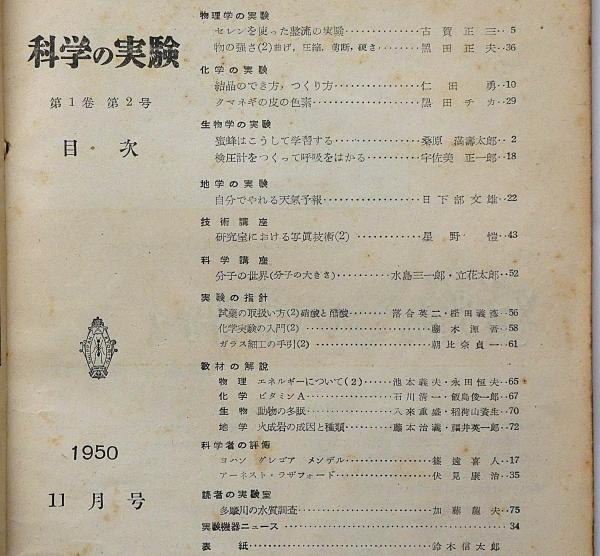 科学の実験
第1巻 第2号
目次
1950
11月号
物理学の実験
セレンを使った整流の実験…………古賀正三‥5
物の强さ(2)曲げ，圧縮，剪断，硬さ………黒田正夫‥36
化学の実験
結晶のでき方，つくり方…………仁田 勇‥10
タマネギの皮の色素…………黒田チカ‥29
生物学の実験
蜜蜂はこうして学習する…………桑原 満壽太郎‥2
検圧計をつくって呼吸をはかる…………宇佐美 正一郎‥18
地学の実験
自分でやれる天氣予報…………日下部文雄‥22
技術講座
研究室における写眞技術(2)…………星野 愷‥43
科学講座
分子の世界(分子の大きさ)…………水島三一郎・立花太郎‥52
実験の指針
試薬の取扱い方(2)硝酸と醋酸………落合英二・ 田義 ‥56
化学実験の入門(2)…………藤本源吾‥58
ガラス細工の手引(2)…………朝比奈貞一‥61
教材の解説
物理 エネルギーについて(2)………池本義夫・永田恒夫‥65
化学 ビタミンA…………石川清一・飯島俊一郎‥67
生物 動物の多眠…………八木重盛・稲荷山養生‥70
地学 火成岩の成因と種類…………藤本治義・福井英一郎‥72
科学者の評傳
ヨハン グレゴア メンデル…………篠遠喜人‥17
アーネスト・ラザフォード…………伏見康治‥35
読者の実験室
多摩川の水質調査…………加藤龍夫‥75
実驗機器ニュース…………34
表紙…………鈴木信太郎